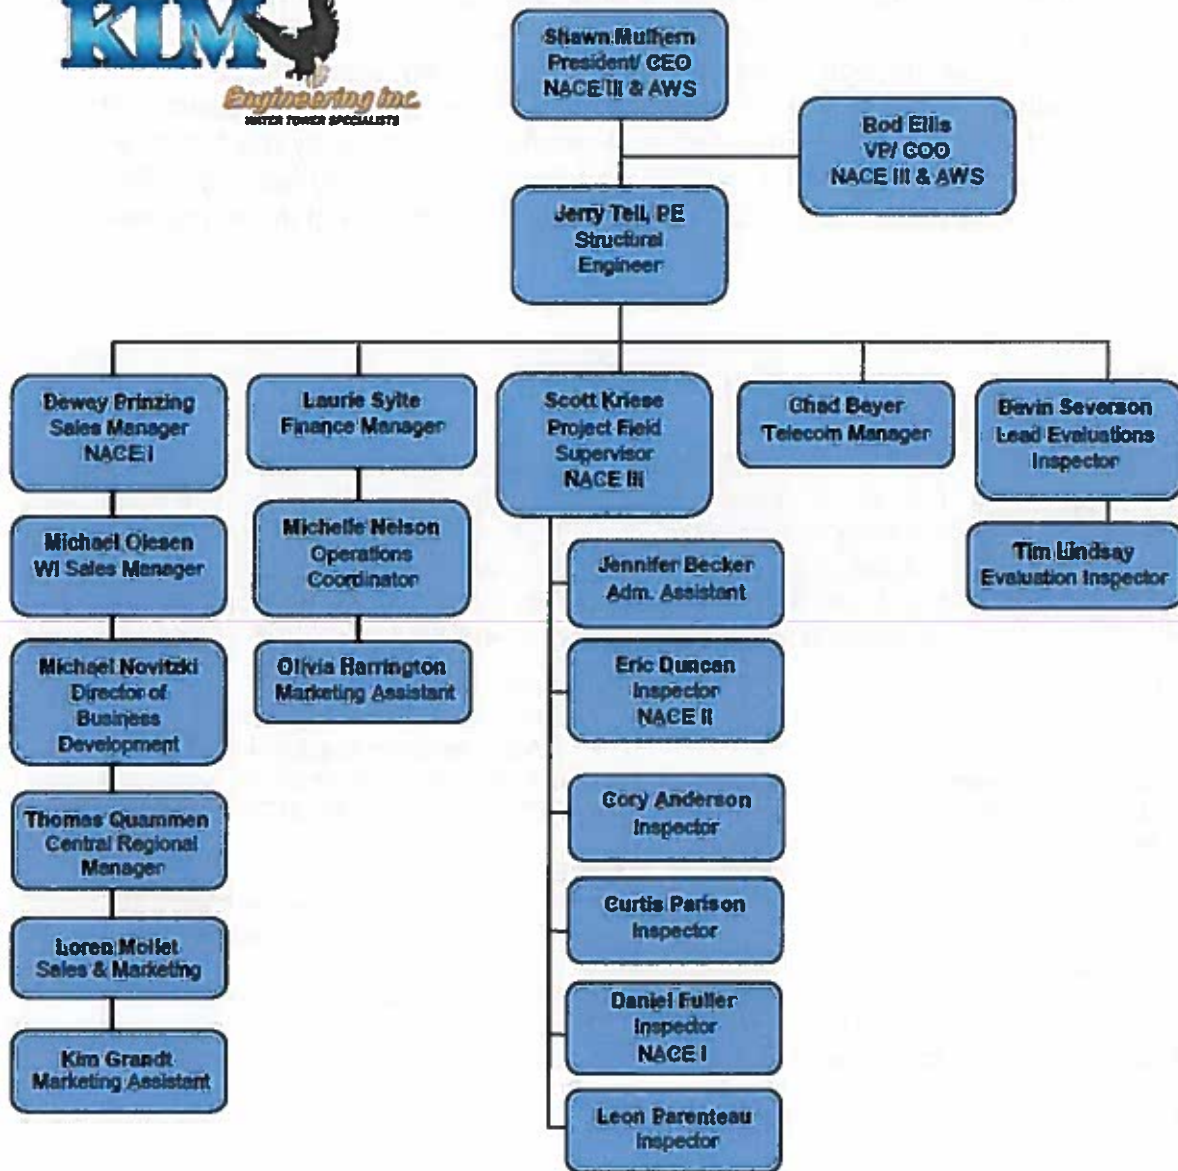 KLM
Engineering Inc.
WATER TOWER SPECIALISTS
Shawn Mulhern
President/ CEO
NACE III & AWS
Rod Ellis
VP/ COO
NACE III & AWS
Jerry Tell, PE
Structural
Engineer
Dewey Prinzing
Sales Manager
NACE I
Michael Olesen
WI Sales Manager
Michael Novitzki
Director of
Business
Development
Thomas Quammen
Central Regional
Manager
Loren Mollet
Sales & Marketing
Kim Grandt
Marketing Assistant
Laurie Sylte
Finance Manager
Michelle Nelson
Operations
Coordinator
Olivia Harrington
Marketing Assistant
Scott Kriese
Project Field
Supervisor
NACE III
Jennifer Becker
Adm. Assistant
Eric Duncan
Inspector
NACE II
Cory Anderson
Inspector
Curtis Parison
Inspector
Daniel Fuller
Inspector
NACE I
Leon Parenteau
Inspector
Chad Beyer
Telecom Manager
Devin Severson
Lead Evaluations
Inspector
Tim Lindsay
Evaluation Inspector